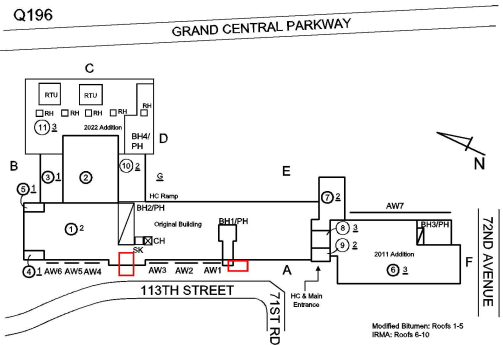 Q196
GRAND CENTRAL PARKWAY
C
RTU
RTU
RH
RH
RH
RH
RH
11 3
2022 Addition
BH4/
PH
D
B
3 1
2
10 2
G
E
N
5 1
HC Ramp
7 2
AW7
BH2/PH
1 2
Original Building
BH1/PH
8 3
BH3/PH
CH
SK
9 2
2011 Addition
4 1
AW6 AW5 AW4
AW3 AW2 AW1
A
6 3
F
72ND AVENUE
113TH STREET
71ST RD
HC & Main
Entrance
Modified Bitumen: Roofs 1-5
IRMA: Roofs 6-10